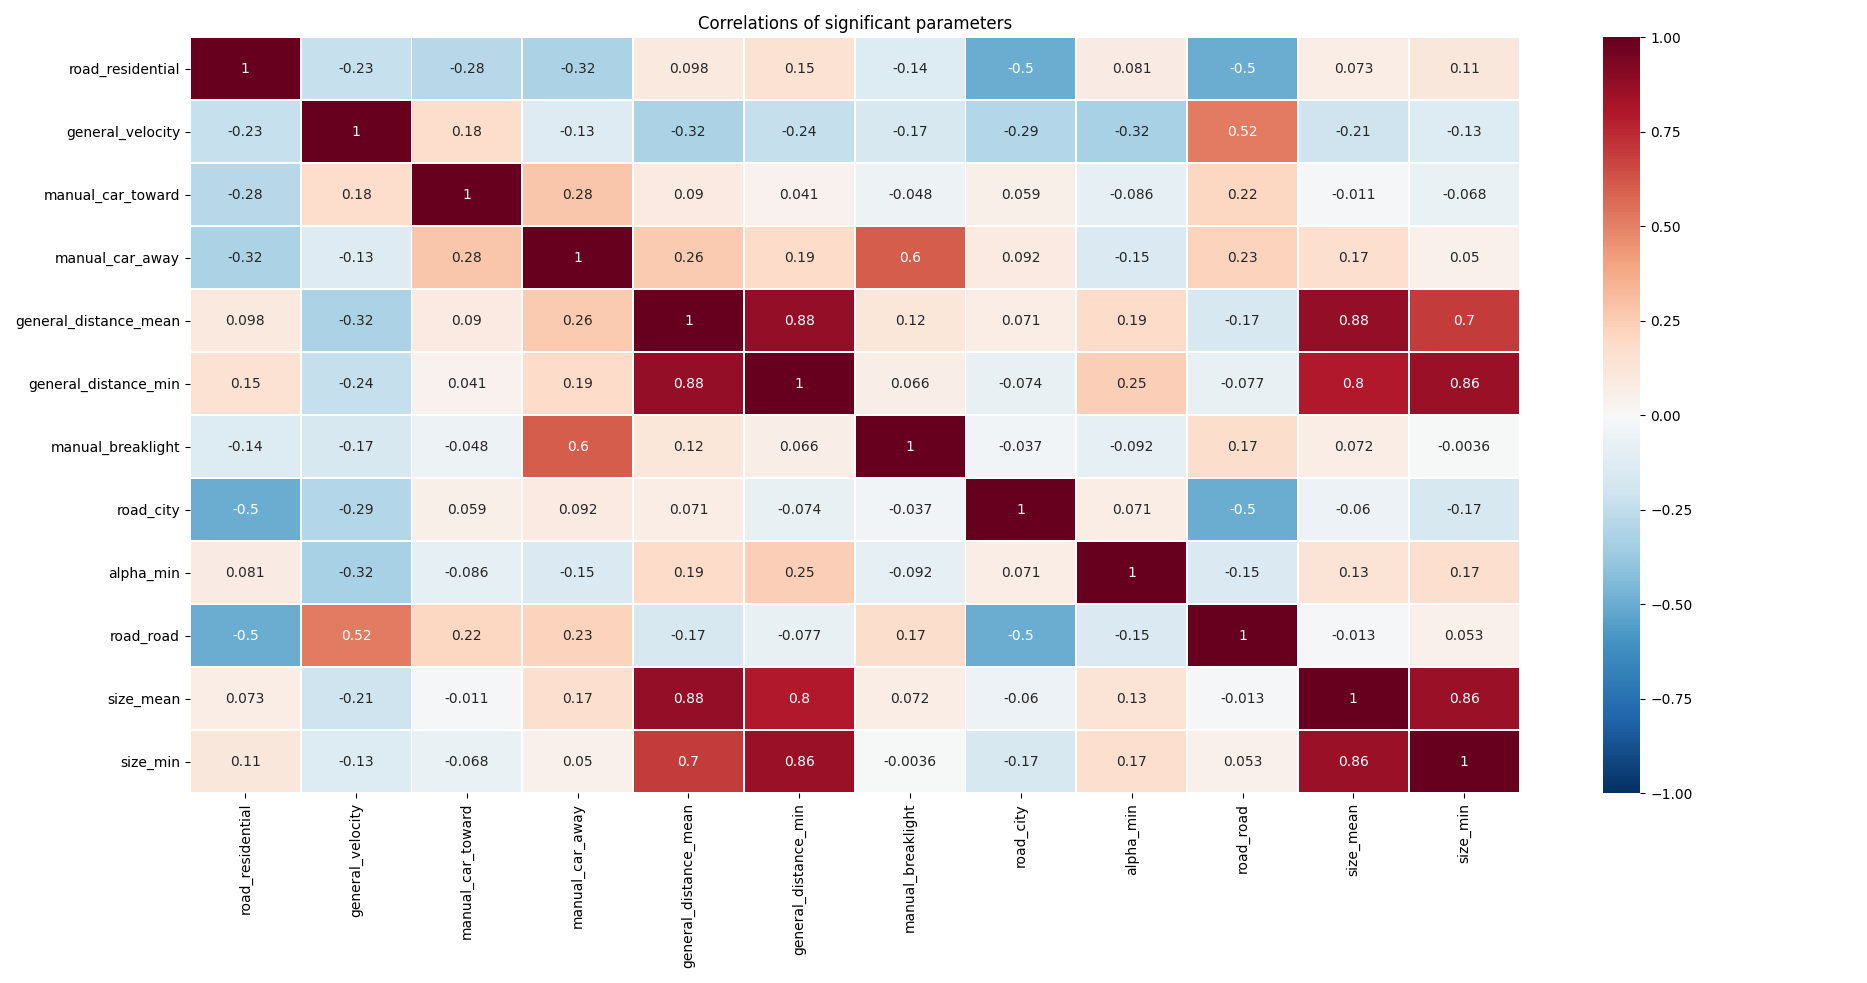 Correlations of significant parameters
road_residential 1 -0.23 -0.28 -0.32 0.098 0.15 -0.14 -0.5 0.081 -0.5 0.073 0.11
general_velocity -0.23 1 0.18 -0.13 -0.32 -0.24 -0.17 -0.29 -0.32 0.52 -0.21 -0.13
manual_car_toward -0.28 0.18 1 0.28 0.09 0.041 -0.048 0.059 -0.086 0.22 -0.011 -0.068
manual_car_away -0.32 -0.13 0.28 1 0.26 0.19 0.6 0.092 -0.15 0.23 0.17 0.05
general_distance_mean 0.098 -0.32 0.09 0.26 1 0.88 0.12 0.071 0.19 -0.17 0.88 0.7
general_distance_min 0.15 -0.24 0.041 0.19 0.88 1 0.066 -0.074 0.25 -0.077 0.8 0.86
manual_breaklight -0.14 -0.17 -0.048 0.6 0.12 0.066 1 -0.037 -0.092 0.17 0.072 -0.0036
road_city -0.5 -0.29 0.059 0.092 0.071 -0.074 -0.037 1 0.071 -0.5 -0.06 -0.17
alpha_min 0.081 -0.32 -0.086 -0.15 0.19 0.25 -0.092 0.071 1 -0.15 0.13 0.17
road_road -0.5 0.52 0.22 0.23 -0.17 -0.077 0.17 -0.5 -0.15 1 -0.013 0.053
size_mean 0.073 -0.21 -0.011 0.17 0.88 0.8 0.072 -0.06 0.13 -0.013 1 0.86
size_min 0.11 -0.13 -0.068 0.05 0.7 0.86 -0.0036 -0.17 0.17 0.053 0.86 1
road_residential
general_velocity
manual_car_toward
manual_car_away
general_distance_mean
general_distance_min
manual_breaklight
road_city
alpha_min
road_road
size_mean
size_min
1.00
0.75
0.50
0.25
0.00
−0.25
−0.50
−0.75
−1.00